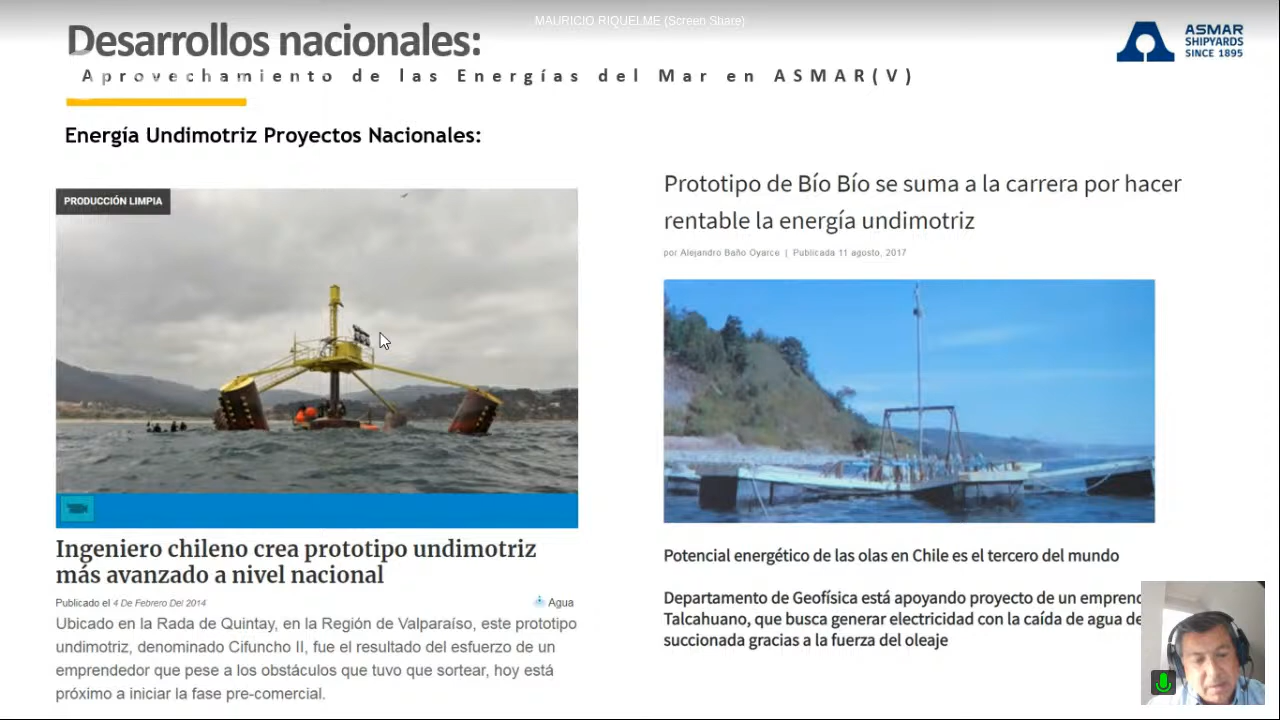 MAURICIO RIQUELME (Screen Share)
Desarrollos nacionales:
Aprovechamiento de las Energías del Mar en ASMAR(V)
ASMAR
SHIPYARDS
SINCE 1895
Energía Undimotriz Proyectos Nacionales:
PRODUCCIÓN LIMPIA
Ingeniero chileno crea prototipo undimotriz
más avanzado a nivel nacional
Publicado el 4 De Febrero Del 2014
Agua
Ubicado en la Rada de Quintay, en la Región de Valparaíso, este prototipo
undimotriz, denominado Cifuncho II, fue el resultado del esfuerzo de un
emprendedor que pese a los obstáculos que tuvo que sortear, hoy está
próximo a iniciar la fase pre-comercial.
Prototipo de Bío Bío se suma a la carrera por hacer
rentable la energía undimotriz
por Alejandro Baño Oyarce | Publicada 11 agosto, 2017
Potencial energético de las olas en Chile es el tercero del mundo
Departamento de Geofísica está apoyando proyecto de un emprend
Talcahuano, que busca generar electricidad con la caída de agua de
succionada gracias a la fuerza del oleaje